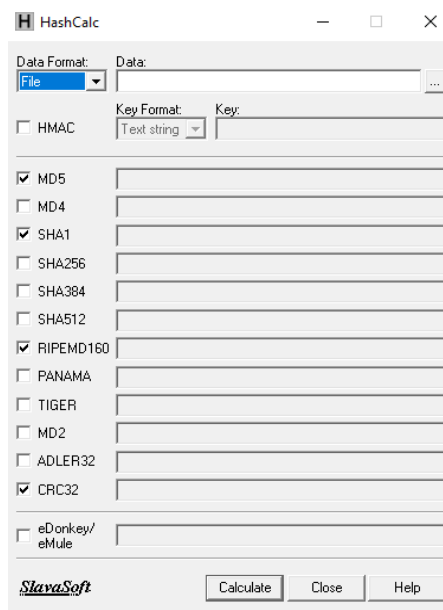 H HashCalc
Data Format: Data:
File ...
Key Format: Key:
HMAC Text string
MD5
MD4
SHA1
SHA256
SHA384
SHA512
RIPEMD160
PANAMA
TIGER
MD2
ADLER32
CRC32
eDonkey/
eMule
SlavaSoft Calculate Close Help